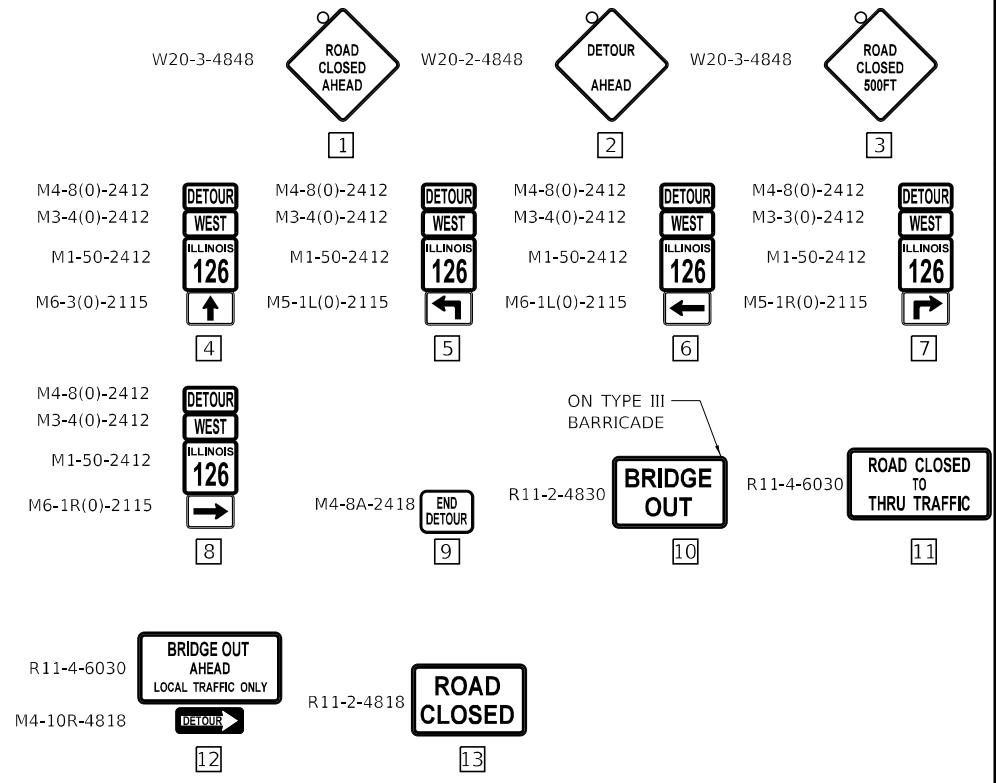 W20-3-4848
ROAD
CLOSED
AHEAD
1
W20-2-4848
DETOUR
AHEAD
2
W20-3-4848
ROAD
CLOSED
500FT
3
M4-8(0)-2412
DETOUR
M3-4(0)-2412
WEST
M1-50-2412
ILLINOIS
126
M6-3(0)-2115
4
M4-8(0)-2412
DETOUR
M3-4(0)-2412
WEST
M1-50-2412
ILLINOIS
126
M5-1L(0)-2115
5
M4-8(0)-2412
DETOUR
M3-4(0)-2412
WEST
M1-50-2412
ILLINOIS
126
M6-1L(0)-2115
6
M4-8(0)-2412
DETOUR
M3-3(0)-2412
WEST
M1-50-2412
ILLINOIS
126
M5-1R(0)-2115
7
M4-8(0)-2412
DETOUR
M3-4(0)-2412
WEST
M1-50-2412
ILLINOIS
126
M6-1R(0)-2115
8
M4-8A-2418
END
DETOUR
9
ON TYPE III
BARRICADE
R11-2-4830
BRIDGE
OUT
10
R11-4-6030
ROAD CLOSED
TO
THRU TRAFFIC
11
R11-4-6030
BRIDGE OUT
AHEAD
LOCAL TRAFFIC ONLY
M4-10R-4818
DETOUR
12
R11-2-4818
ROAD
CLOSED
13